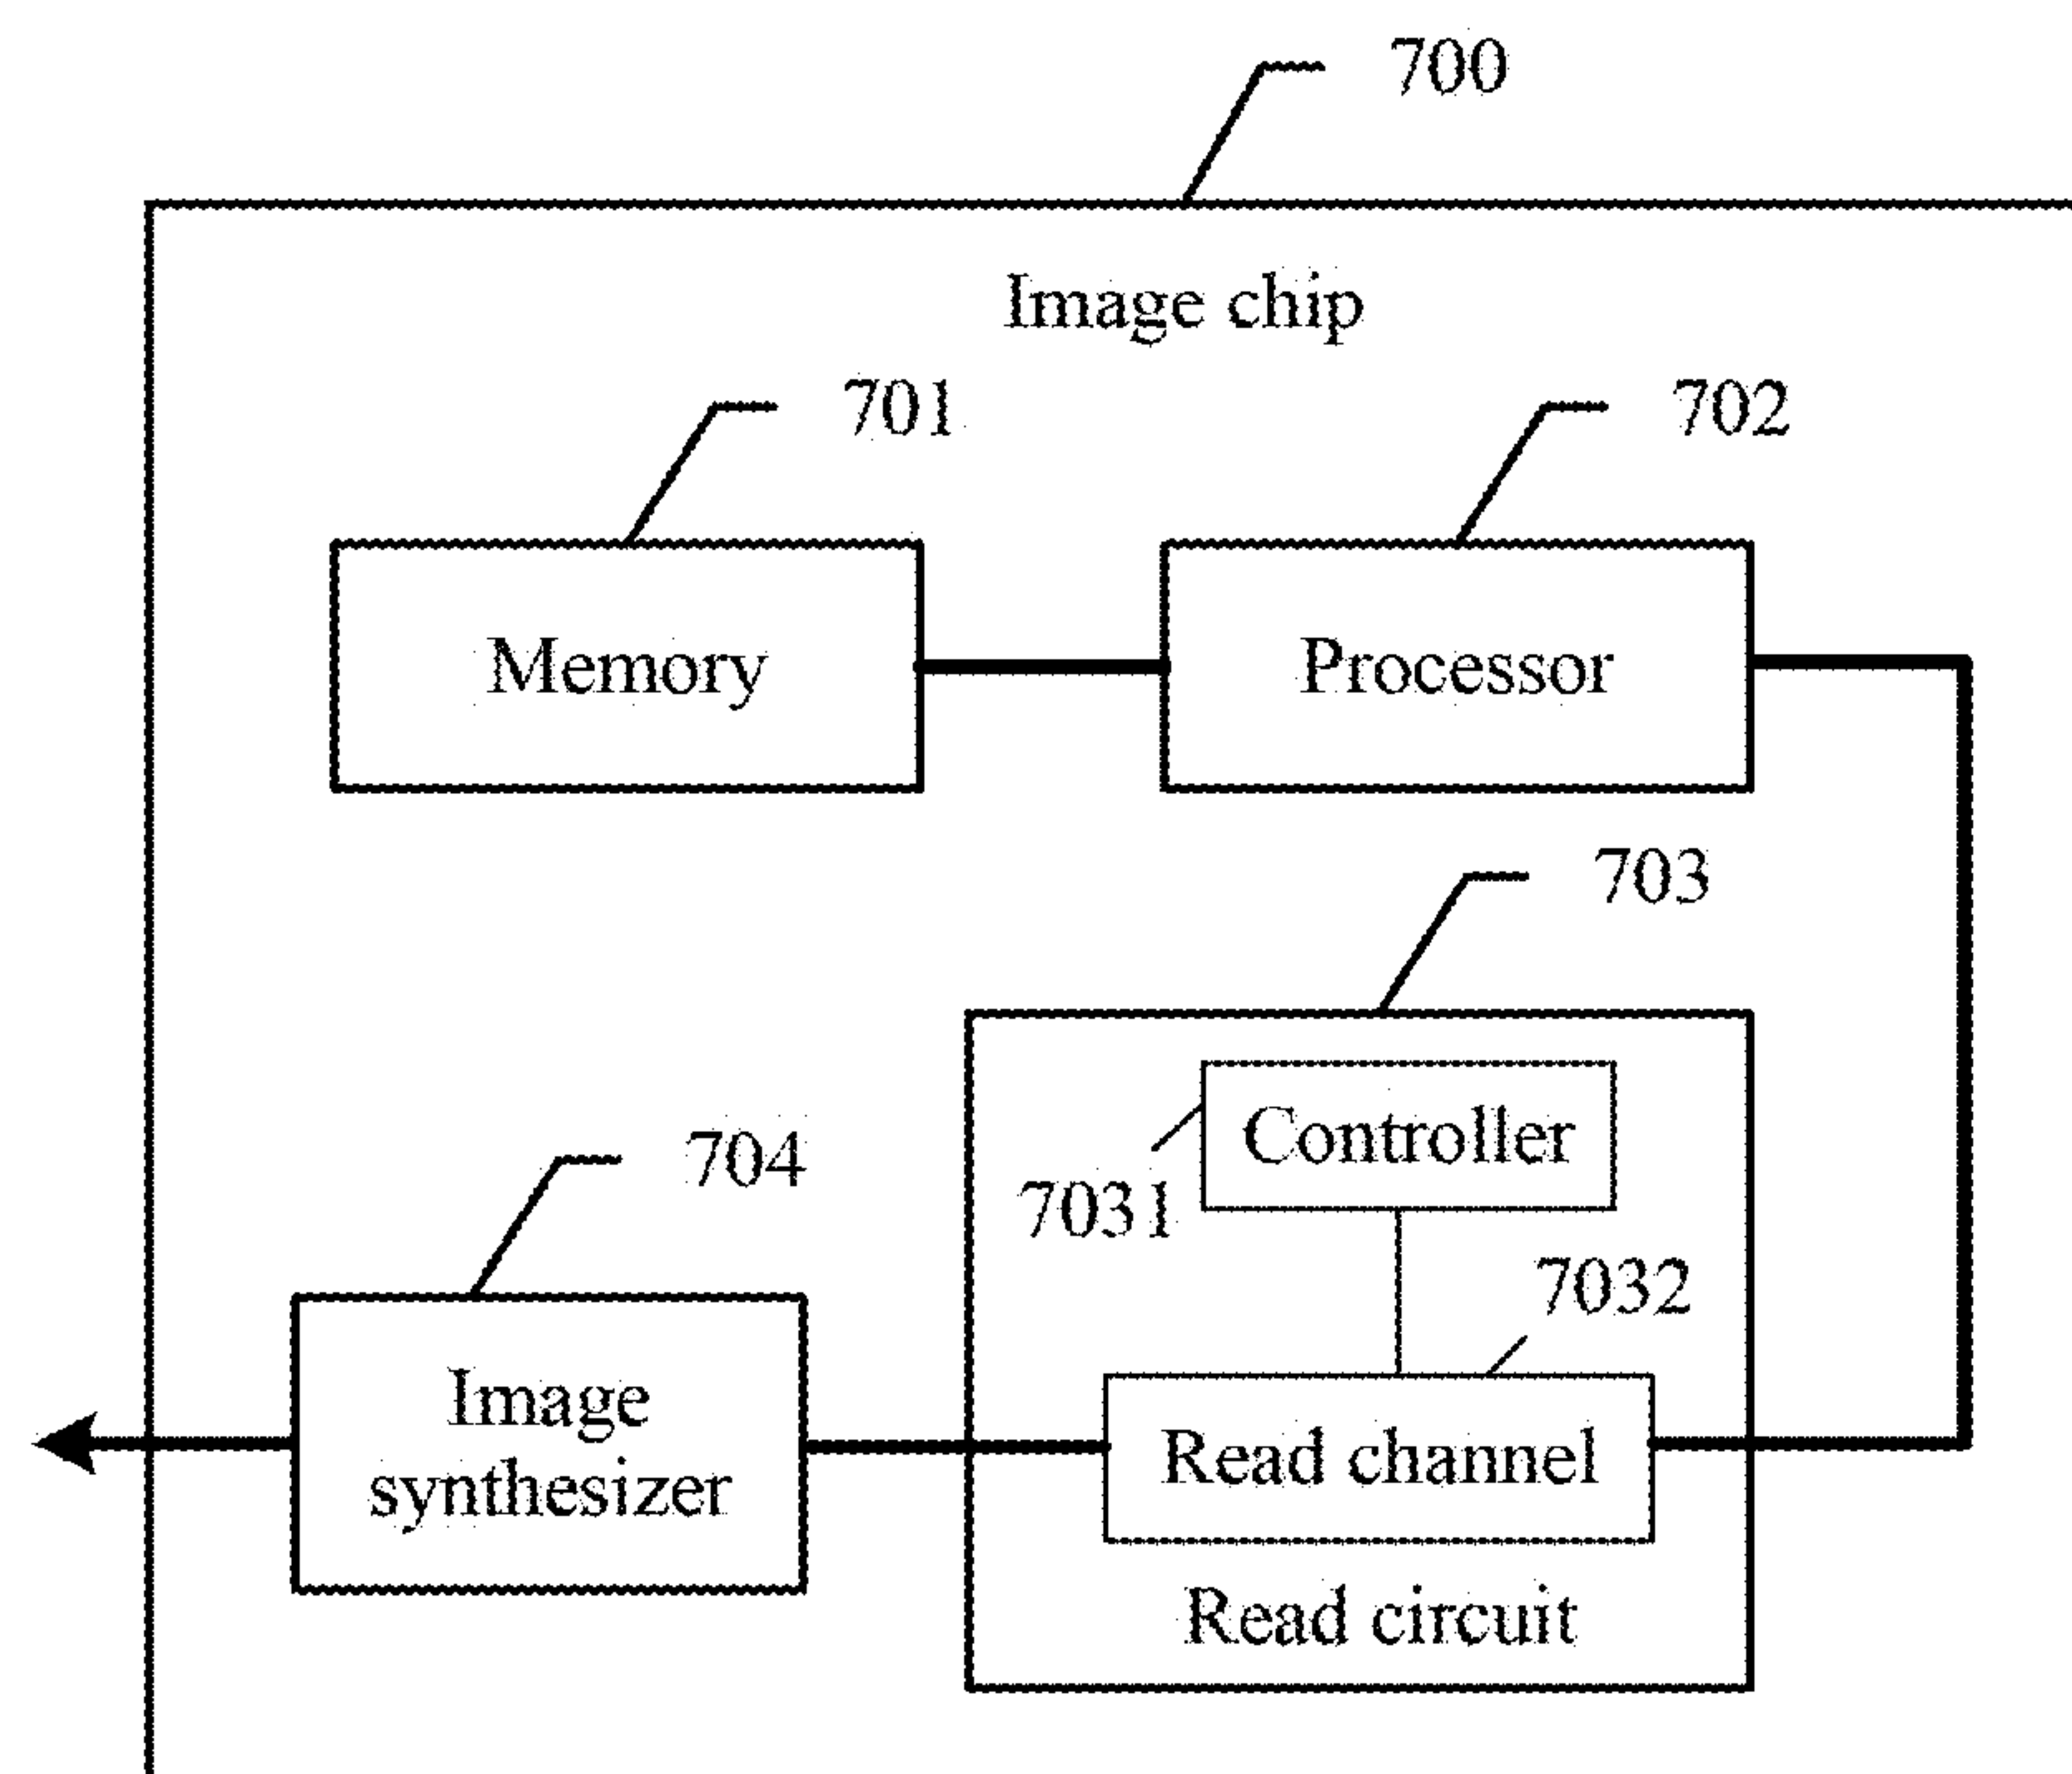 700
Image chip
701
702
Memory
Processor
703
Controller
7031
704
7032
Image
synthesizer
Read channel
Read circuit